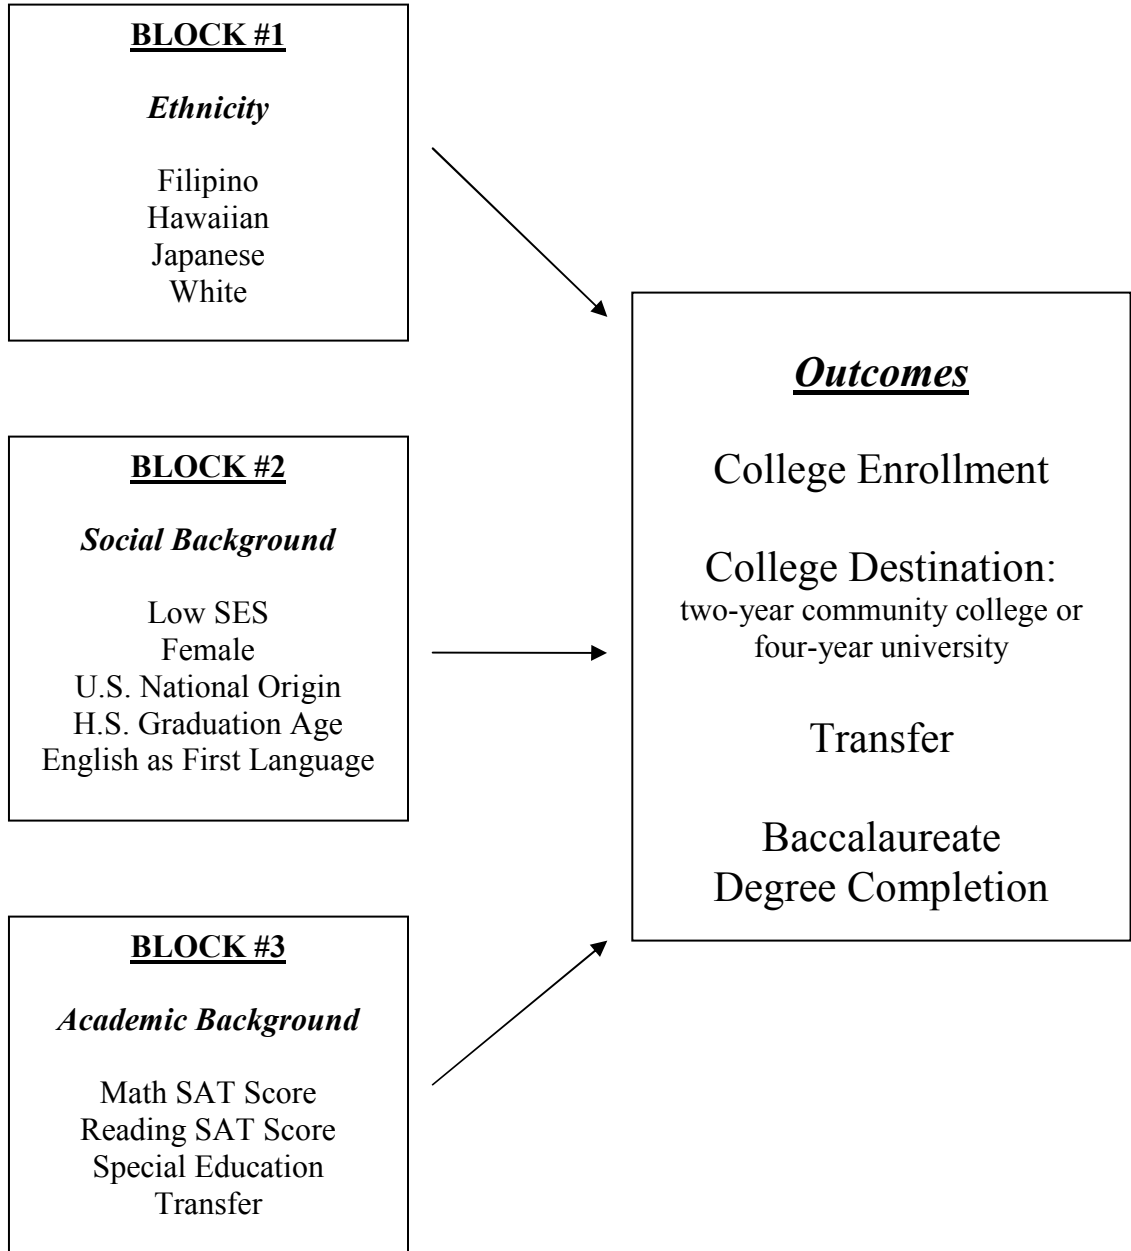 BLOCK #1
Ethnicity
Filipino
Hawaiian
Japanese
White
BLOCK #2
Social Background
Low SES
Female
U.S. National Origin
H.S. Graduation Age
English as First Language
BLOCK #3
Academic Background
Math SAT Score
Reading SAT Score
Special Education
Transfer
Outcomes
College Enrollment
College Destination:
two-year community college or
four-year university
Transfer
Baccalaureate
Degree Completion